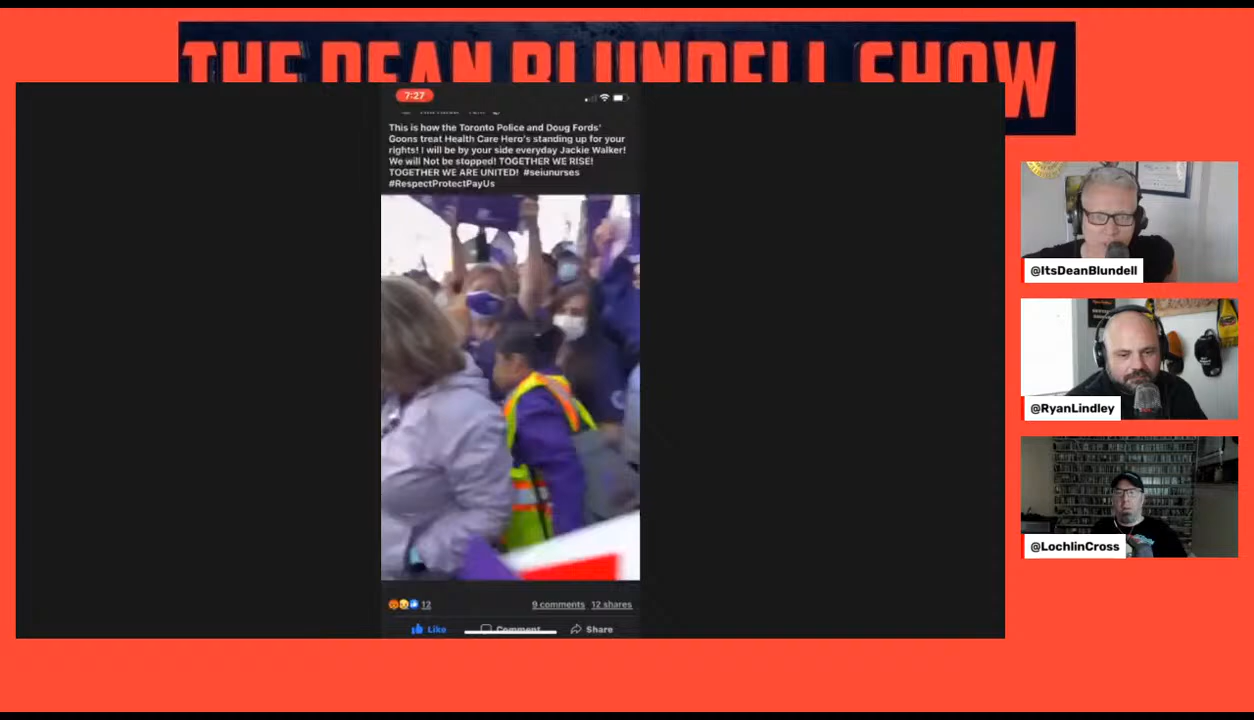 THE DEAN BLUNDELL SHOW
7:27
This is how the Toronto Police and Doug Fords'
Goons treat Health Care Hero's standing up for your
rights! I will be by your side everyday Jackie Walker!
We will Not be stopped! TOGETHER WE RISE!
TOGETHER WE ARE UNITED! #seiunurses
#RespectProtectPayUs
@ItsDeanBlundell
@RyanLindley
@LochlinCross
12
9 comments 12 shares
Like
Comment
Share